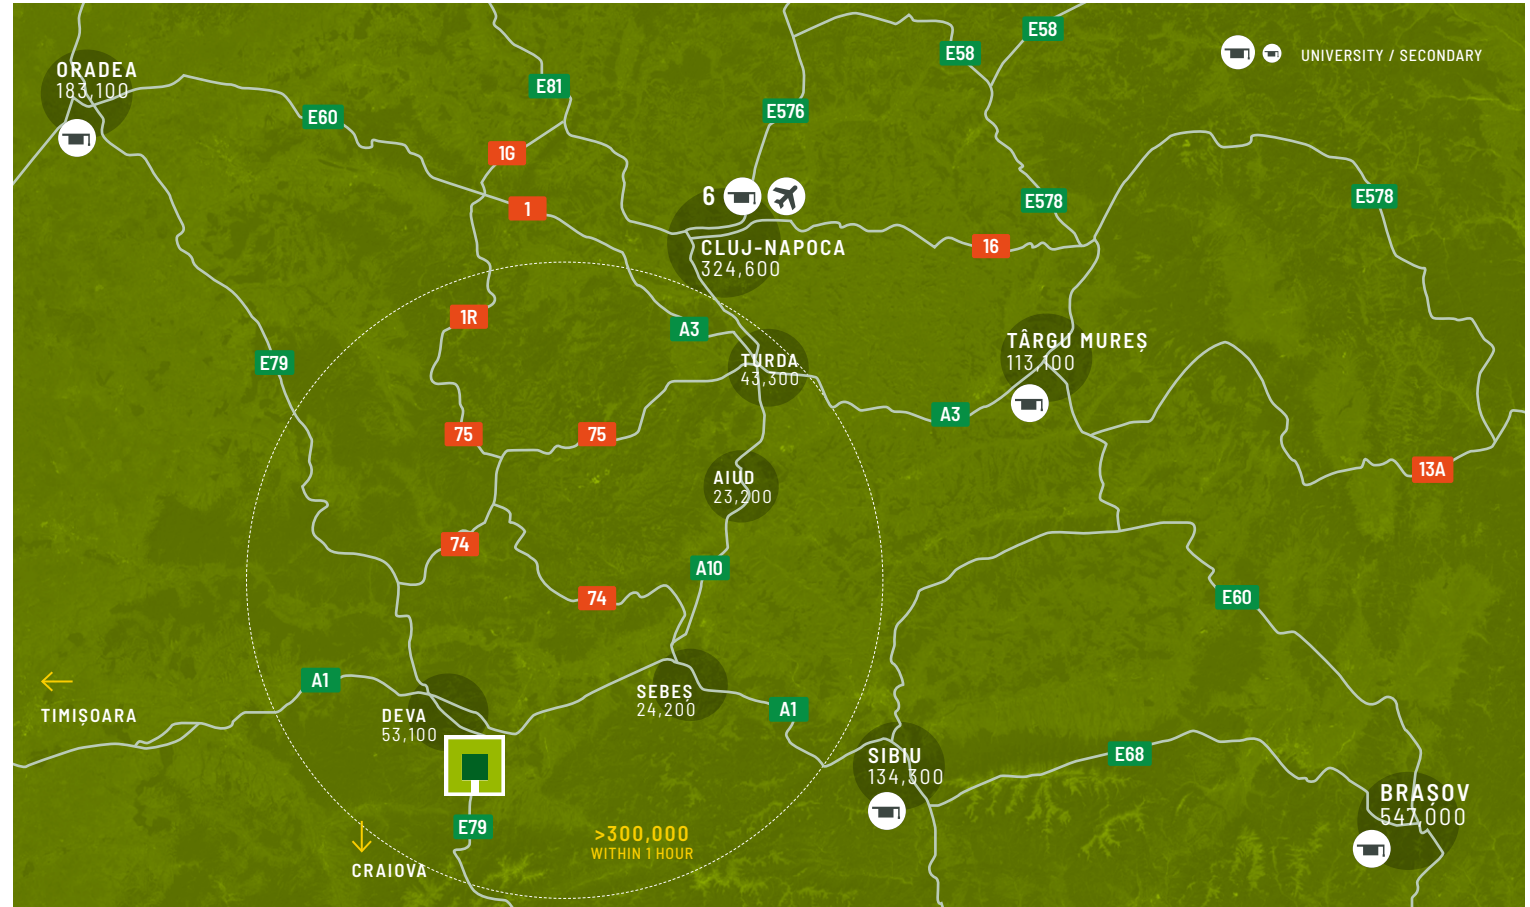 E58
E58
UNIVERSITY / SECONDARY
ORADEA
183,100
E81
E576
E60
1G
6
E578
E578
1
CLUJ-NAPOCA
324,600
16
1R
A3
TÂRGU MUREȘ
113,100
E79
TURDA
43,300
A3
75
75
13A
AIUD
23,200
74
A10
74
E60
A1
SEBEȘ
24,200
A1
TIMIȘOARA
DEVA
53,100
SIBIU
134,300
E68
BRAȘOV
547,000
E79
>300,000
WITHIN 1 HOUR
CRAIOVA